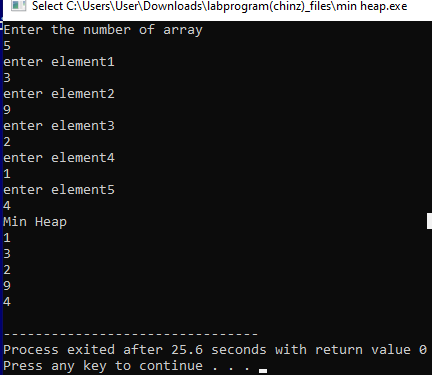 Select C:\Users\User\Downloads\labprogram(chinz)_files\min heap.exe
Enter the number of array
5
enter element1
3
enter element2
9
enter element3
2
enter element4
1
enter element5
4
Min Heap
1
3
2
9
4

--------------------------------
Process exited after 25.6 seconds with return value 0
Press any key to continue . . .